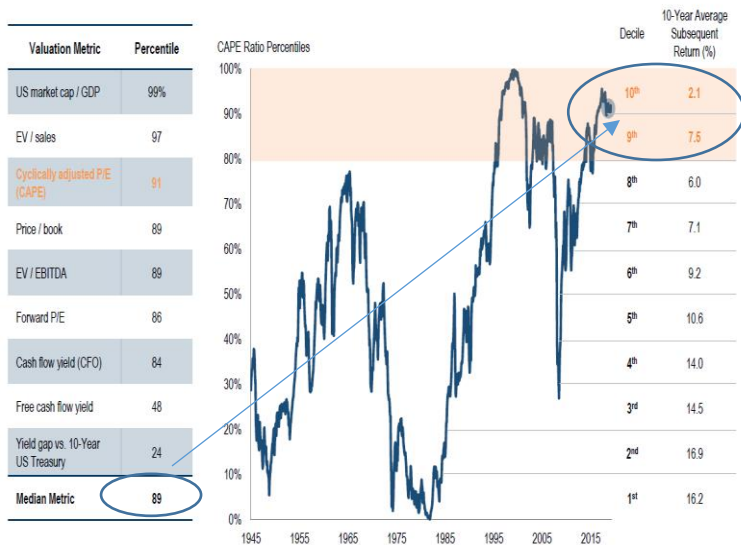 Valuation Metric Percentile
US market cap / GDP 99%
EV / sales 97
Cyclically adjusted P/E
(CAPE) 91
Price / book 89
EV / EBITDA 89
Forward P/E 86
Cash flow yield (CFO) 84
Free cash flow yield 48
Yield gap vs. 10-Year
US Treasury 24
Median Metric 89
CAPE Ratio Percentiles
100%
90%
80%
70%
60%
50%
40%
30%
20%
10%
0%
1945 1955 1965 1975 1985 1995 2005 2015
10-Year Average
Decile Subsequent
Return (%)
10th 2.1
9th 7.5
8th 6.0
7th 7.1
6th 9.2
5th 10.6
4th 14.0
3rd 14.5
2nd 16.9
1st 16.2